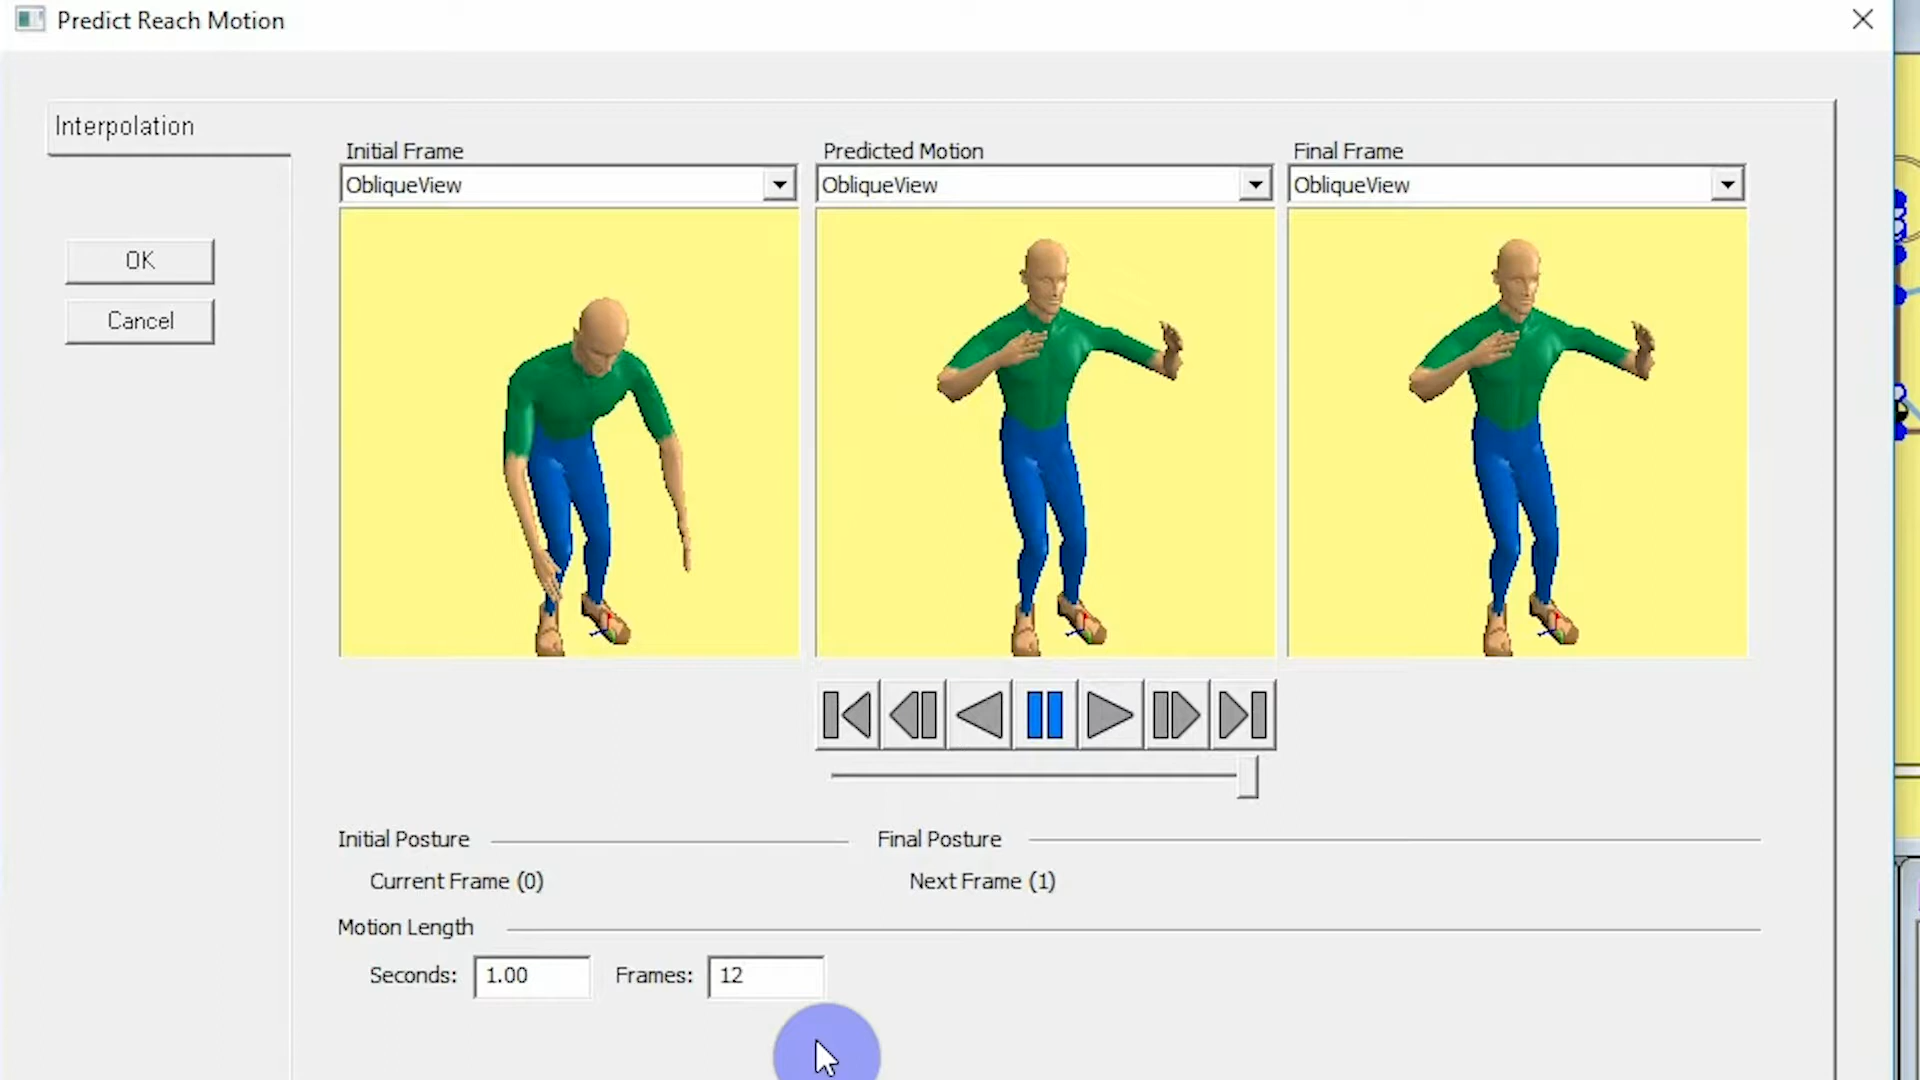 Predict Reach Motion
Interpolation
OK
Cancel
Initial Frame
ObliqueView
Predicted Motion
ObliqueView
Final Frame
ObliqueView
Initial Posture
Current Frame (0)
Final Posture
Next Frame (1)
Motion Length
Seconds: 1.00 Frames: 12